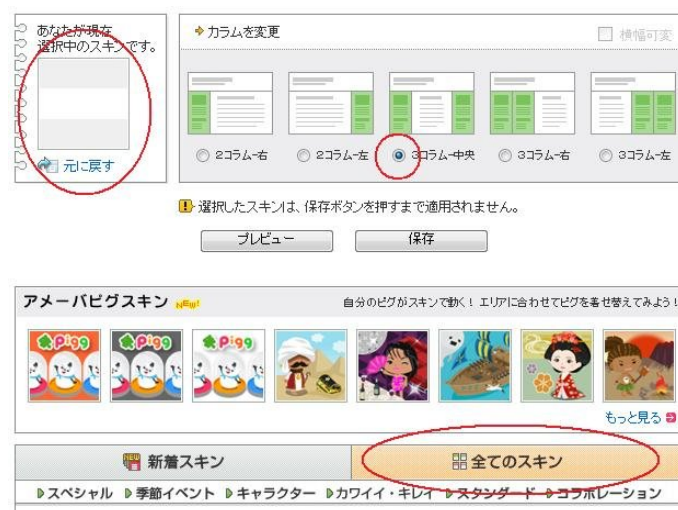 あなたが現在
選択中のスキンです。
元に戻す
カラムを変更
横幅可変
2コラム-右
2コラム-左
3コラム-中央
3コラム-右
3コラム-左
選択したスキンは、保存ボタンを押すまで適用されません。
プレビュー
保存
アメーバピグスキン NEW!
自分のピグがスキンで動く! エリアに合わせてピグを着せ替えてみよう!
Pigg
Pigg
Pigg
もっと見る
新着スキン
全てのスキン
スペシャル 季節イベント キャラクター カワイイ・キレイ スタンダード コラボレーション